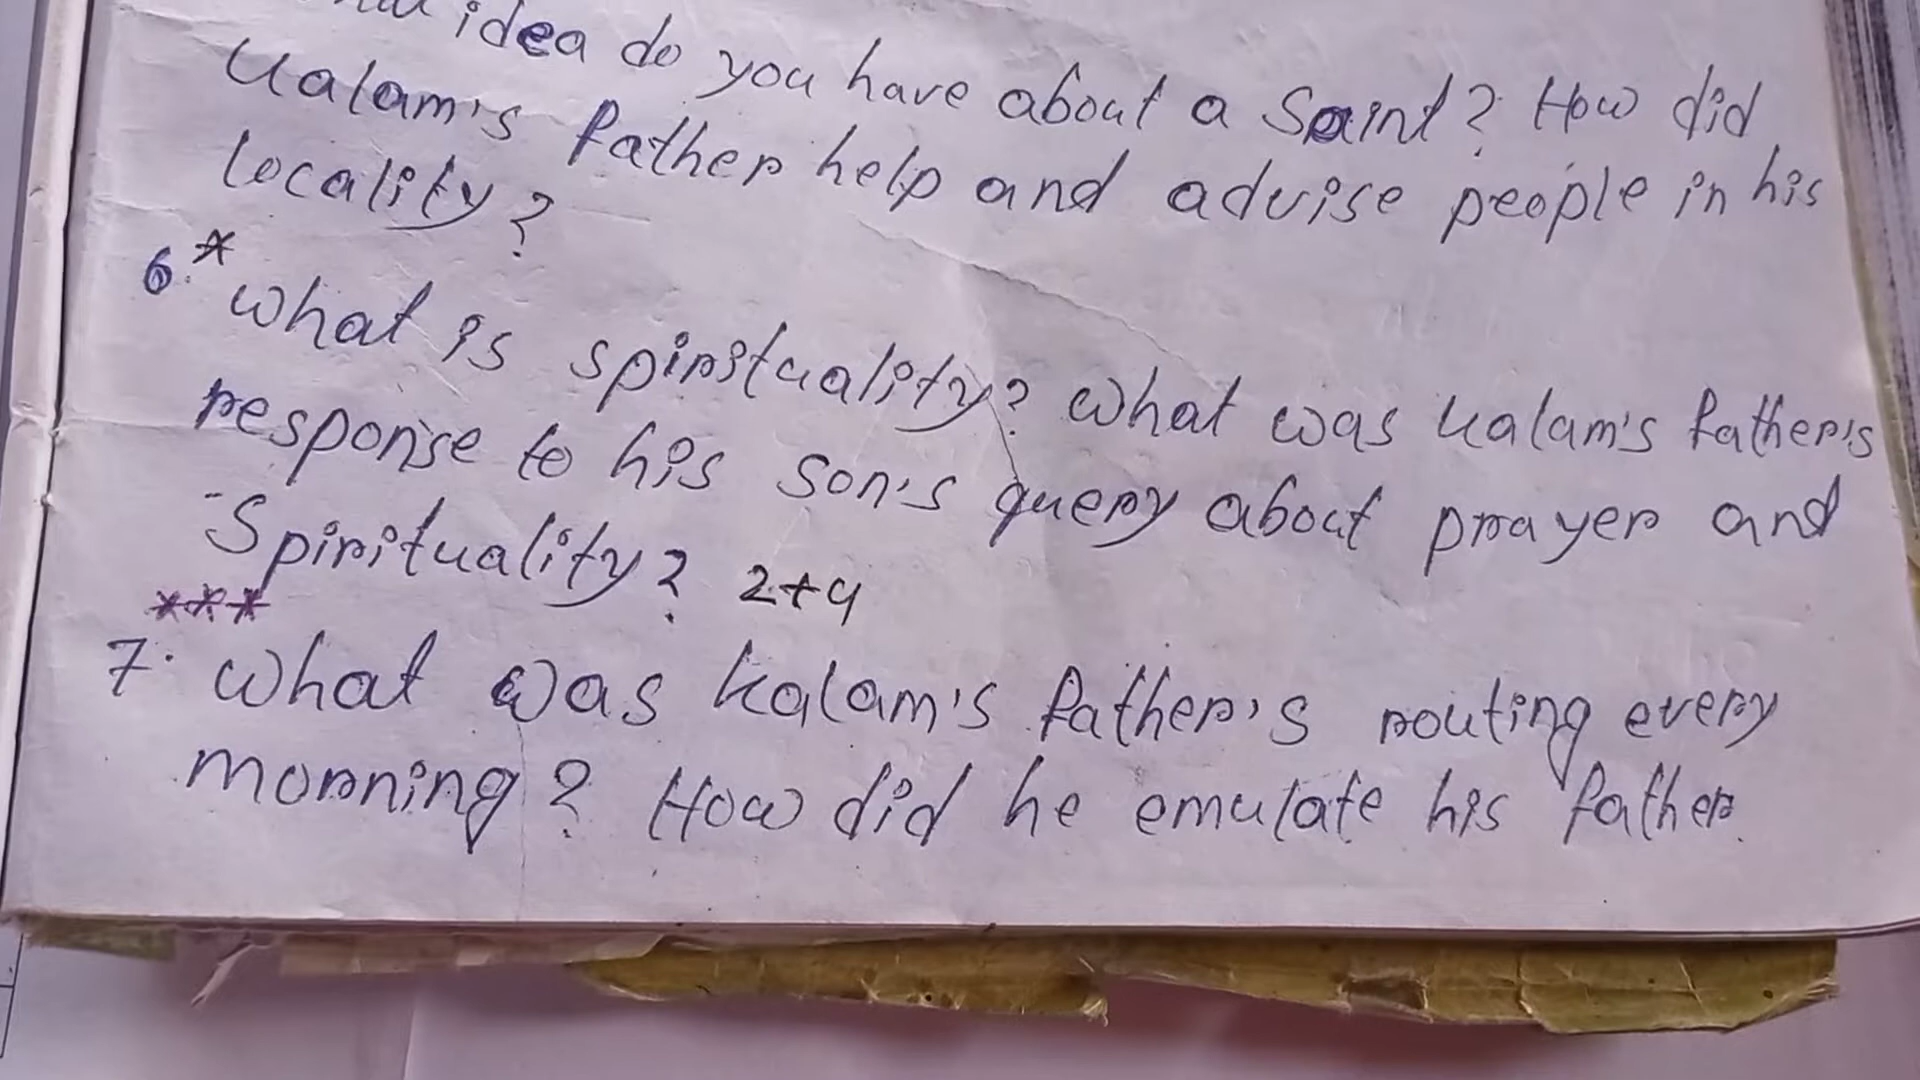 idea do you have about a Saint? How did
Kalam's father help and advise people in his
locality?
6.* What is spirituality? What was Kalam's father's
response to his son's query about prayer and
-Spirituality? 2+4
***
7. What was Kalam's father's routing every
morning? How did he emulate his father.